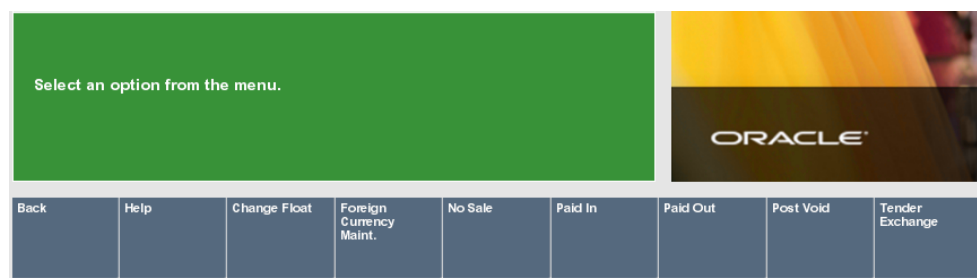 Select an option from the menu.
ORACLE
Back
Help
Change Float
Foreign
Currency
Maint.
No Sale
Paid In
Paid Out
Post Void
Tender
Exchange